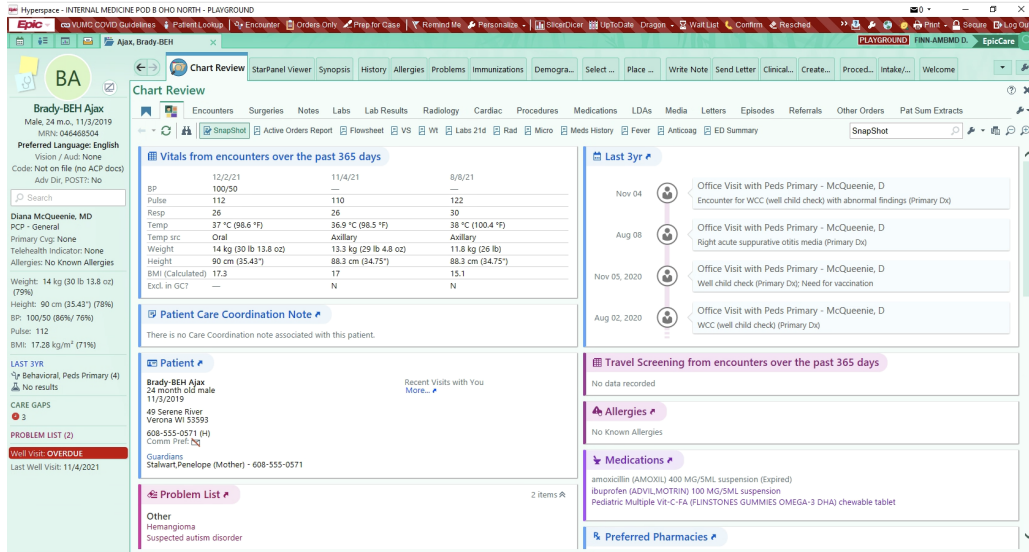 Hyperspace - INTERNAL MEDICINE POD B OHO NORTH - PLAYGROUND
0
Epic VUMC COVID Guidelines Patient Lookup Encounter Orders Only Prep for Case Remind Me Personalize SlicerDicer UpToDate Dragon Wait List Confirm Resched Print Secure Log Ou
Ajax, Brady-BEH PLAYGROUND FINN-AMBMD D. EpicCare
Chart Review StarPanel Viewer Synopsis History Allergies Problems Immunizations Demogra... Select ... Place ... Write Note Send Letter Clinical... Create... Proced... Intake/... Welcome
BA
Brady-BEH Ajax
Male, 24 m.o., 11/3/2019
MRN: 046468504
Preferred Language: English
Vision / Aud: None
Code: Not on file (no ACP docs)
Adv Dir, POST?: No
Search
Diana McQueenie, MD
PCP - General
Primary Cvg: None
Telehealth Indicator: None
Allergies: No Known Allergies
Weight: 14 kg (30 lb 13.8 oz)
(79%)
Height: 90 cm (35.43") (78%)
BP: 100/50 (86%/ 76%)
Pulse: 112
BMI: 17.28 kg/m² (71%)
LAST 3YR
Behavioral, Peds Primary (4)
No results
CARE GAPS
3
PROBLEM LIST (2)
Well Visit: OVERDUE
Last Well Visit: 11/4/2021
Chart Review
Encounters Surgeries Notes Labs Lab Results Radiology Cardiac Procedures Medications LDAs Media Letters Episodes Referrals Other Orders Pat Sum Extracts
SnapShot Active Orders Report Flowsheet VS Wt Labs 21d Rad Micro Meds History Fever Anticoag ED Summary SnapShot
Vitals from encounters over the past 365 days
12/2/21 11/4/21 8/8/21
BP 100/50 — —
Pulse 112 110 122
Resp 26 26 30
Temp 37 °C (98.6 °F) 36.9 °C (98.5 °F) 38 °C (100.4 °F)
Temp src Oral Axillary Axillary
Weight 14 kg (30 lb 13.8 oz) 13.3 kg (29 lb 4.8 oz) 11.8 kg (26 lb)
Height 90 cm (35.43") 88.3 cm (34.75") 88.3 cm (34.75")
BMI (Calculated) 17.3 17 15.1
Excl. in GC? — N N
Patient Care Coordination Note
There is no Care Coordination note associated with this patient.
Patient
Brady-BEH Ajax Recent Visits with You
24 month old male More...
11/3/2019
49 Serene River
Verona WI 53593
608-555-0571 (H)
Comm Pref:
Guardians
Stalwart,Penelope (Mother) - 608-555-0571
Problem List 2 items
Other
Hemangioma
Suspected autism disorder
Last 3yr
Nov 04 Office Visit with Peds Primary - McQueenie, D
Encounter for WCC (well child check) with abnormal findings (Primary Dx)
Aug 08 Office Visit with Peds Primary - McQueenie, D
Right acute suppurative otitis media (Primary Dx)
Nov 05, 2020 Office Visit with Peds Primary - McQueenie, D
Well child check (Primary Dx); Need for vaccination
Aug 02, 2020 Office Visit with Peds Primary - McQueenie, D
WCC (well child check) (Primary Dx)
Travel Screening from encounters over the past 365 days
No data recorded
Allergies
No Known Allergies
Medications
amoxicillin (AMOXIL) 400 MG/5ML suspension (Expired)
ibuprofen (ADVIL,MOTRIN) 100 MG/5ML suspension
Pediatric Multiple Vit-C-FA (FLINSTONES GUMMIES OMEGA-3 DHA) chewable tablet
Preferred Pharmacies